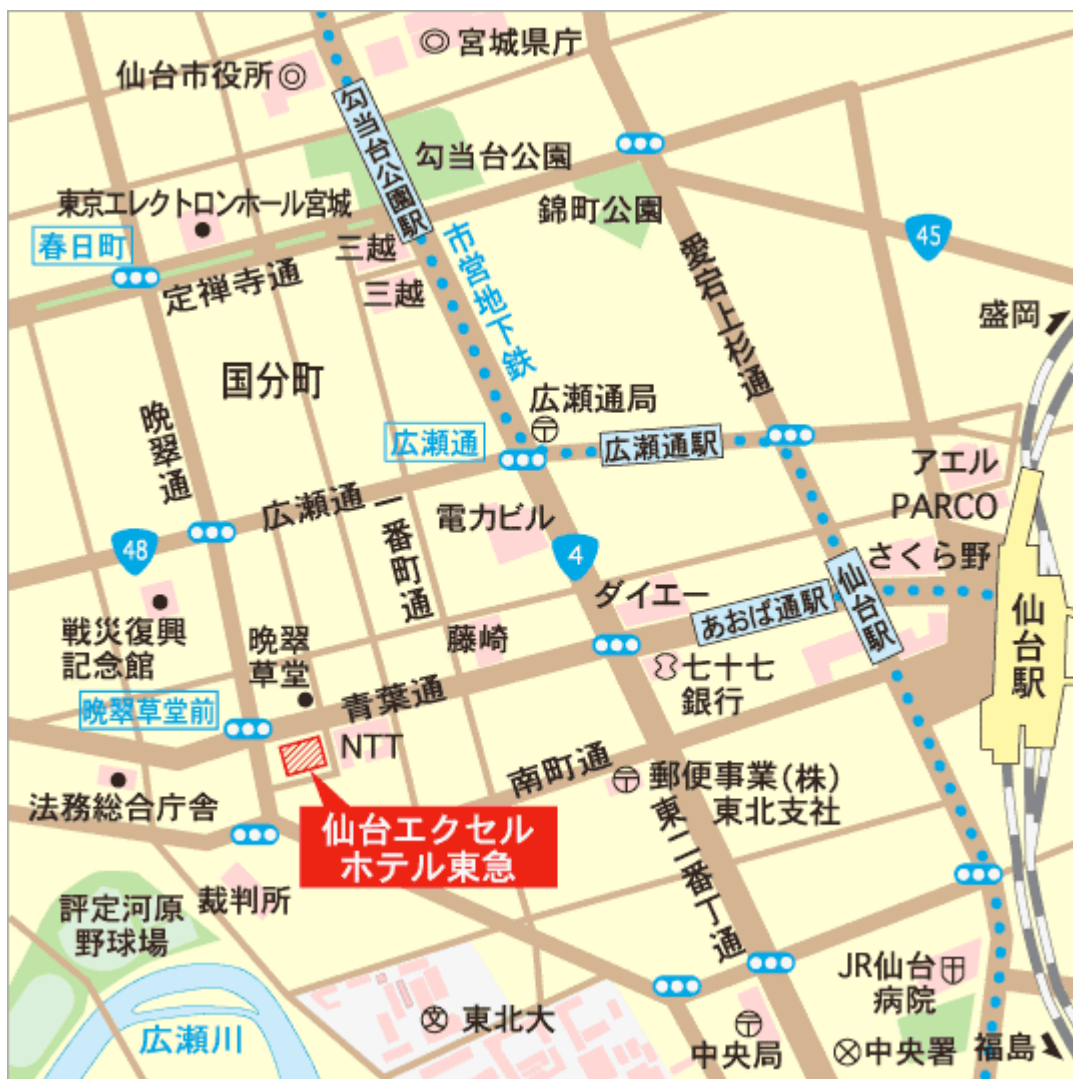 宮城県庁
仙台市役所
勾当台公園駅
勾当台公園
錦町公園
東京エレクトロンホール宮城
春日町
三越
三越
定禅寺通
市営地下鉄
愛宕上杉通
45
盛岡
国分町
晩翠通
広瀬通局
広瀬通
広瀬通駅
アエル
PARCO
広瀬通
一番町通
電力ビル
48
4
さくら野
ダイエー
あおば通駅
仙台駅
仙台駅
戦災復興
記念館
晩翠
草堂
藤崎
七十七
銀行
晩翠草堂前
青葉通
NTT
南町通
郵便事業(株)
東北支社
法務総合庁舎
仙台エクセル
ホテル東急
東二番丁通
評定河原
野球場
裁判所
JR仙台
病院
広瀬川
東北大
中央局
中央署
福島